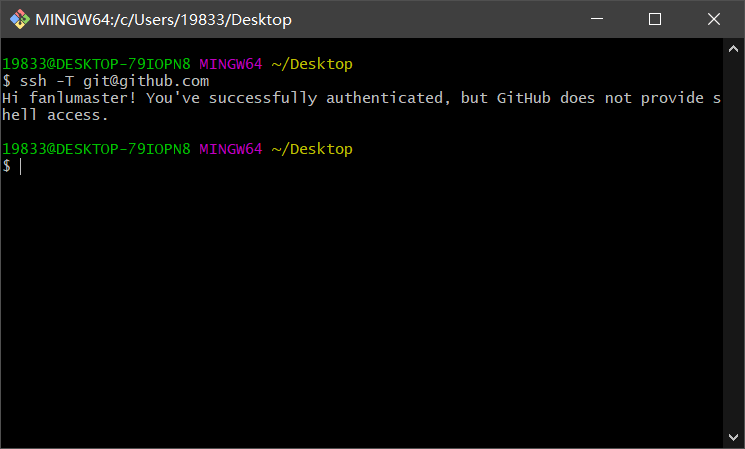 MINGW64:/c/Users/19833/Desktop
19833@DESKTOP-79IOPN8 MINGW64 ~/Desktop
$ ssh -T git@github.com
Hi fanlumaster! You've successfully authenticated, but GitHub does not provide s
hell access.
19833@DESKTOP-79IOPN8 MINGW64 ~/Desktop
$